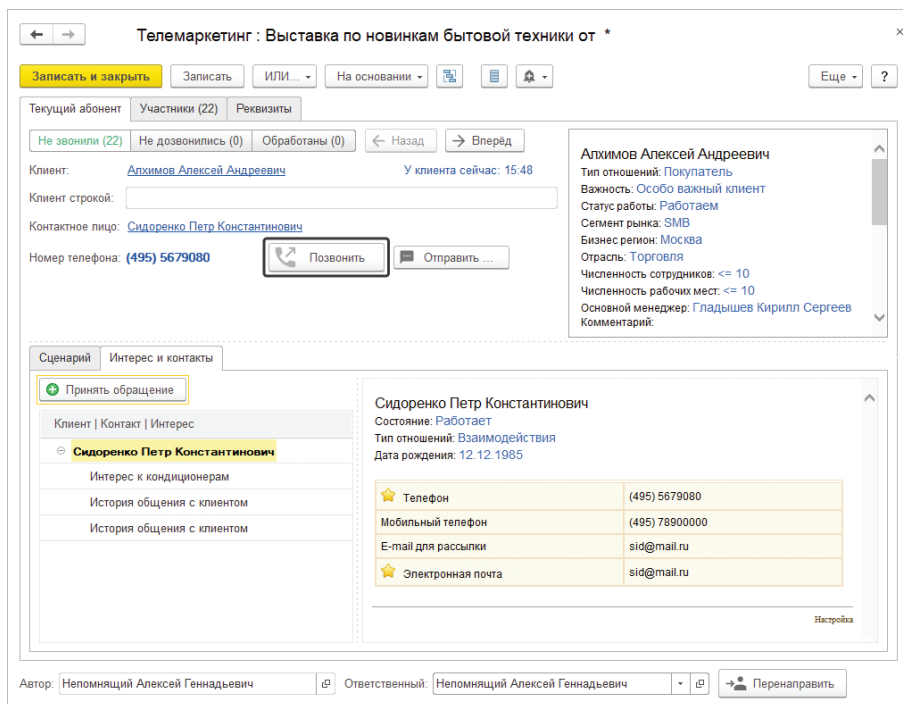 Телемаркетинг : Выставка по новинкам бытовой техники от *
Записать и закрыть Записать ИЛИ... На основании Еще ?
Текущий абонент Участники (22) Реквизиты
Не звонили (22) Не дозвонились (0) Обработаны (0) Назад Вперёд
Клиент: Алхимов Алексей Андреевич У клиента сейчас: 15:48
Клиент строкой:
Контактное лицо: Сидоренко Петр Константинович
Номер телефона: (495) 5679080 Позвонить Отправить ...
Алхимов Алексей Андреевич
Тип отношений: Покупатель
Важность: Особо важный клиент
Статус работы: Работаем
Сегмент рынка: SMB
Бизнес регион: Москва
Отрасль: Торговля
Численность сотрудников: <= 10
Численность рабочих мест: <= 10
Основной менеджер: Гладышев Кирилл Сергеев
Комментарий:
Сценарий Интерес и контакты
Принять обращение
Клиент | Контакт | Интерес
Сидоренко Петр Константинович
Интерес к кондиционерам
История общения с клиентом
История общения с клиентом
Сидоренко Петр Константинович
Состояние: Работает
Тип отношений: Взаимодействия
Дата рождения: 12.12.1985
Телефон (495) 5679080
Мобильный телефон (495) 78900000
E-mail для рассылки sid@mail.ru
Электронная почта sid@mail.ru
Настройка
Автор: Непомнящий Алексей Геннадьевич Ответственный: Непомнящий Алексей Геннадьевич Перенаправить